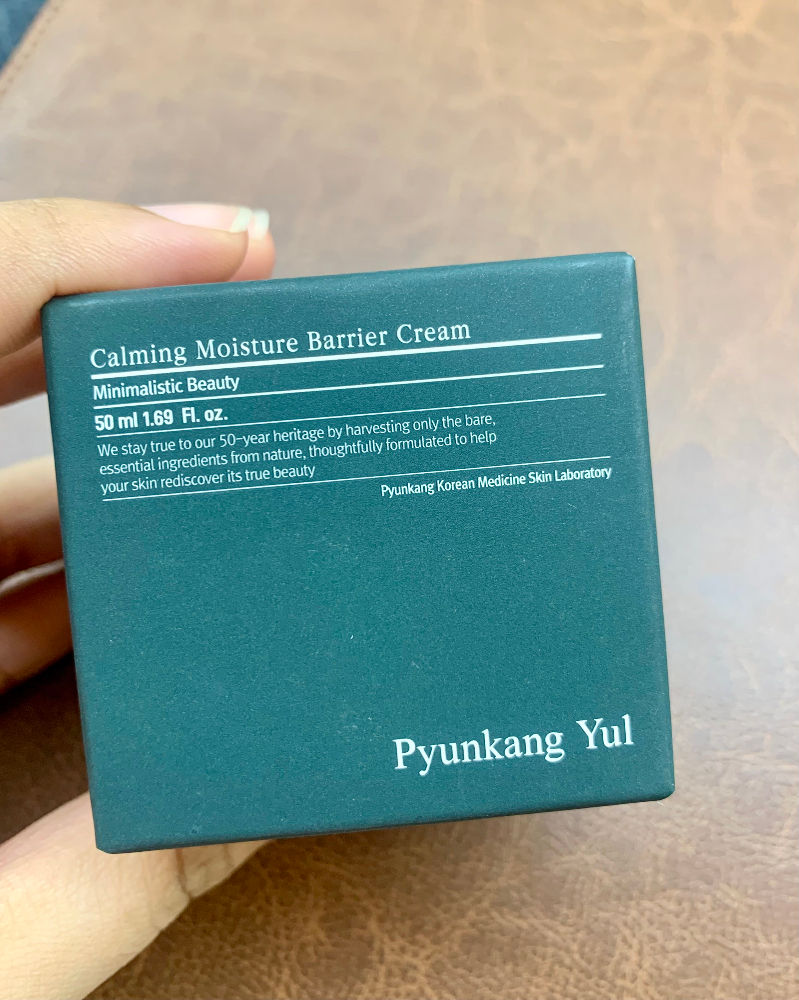 Calming Moisture Barrier Cream
Minimalistic Beauty
50 ml 1.69 Fl. oz.
We stay true to our 50-year heritage by harvesting only the bare,
essential ingredients from nature, thoughtfully formulated to help
your skin rediscover its true beauty
Pyunkang Korean Medicine Skin Laboratory
Pyunkang Yul